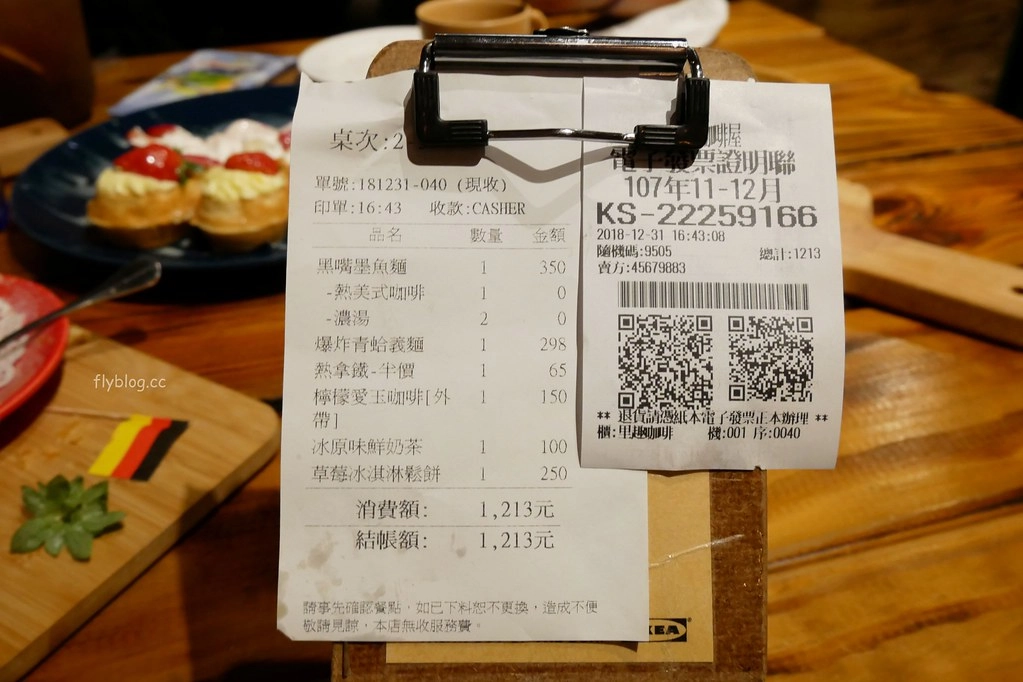 桌次:2
單號:181231-040 (現收)
印單:16:43 收款:CASHER
品名 數量 金額
黑嘴墨魚麵 1 350
-熱美式咖啡 1 0
-濃湯 2 0
爆炸青蛤義麵 1 298
熱拿鐵-半價 1 65
檸檬愛玉咖啡[外
帶] 1 150
冰原味鮮奶茶 1 100
草莓冰淇淋鬆餅 1 250
消費額: 1,213元
結帳額: 1,213元
請事先確認餐點，如已下料恕不更換，造成不便
敬請見諒，本店無收服務費。
咖啡屋
電子發票證明聯
107年11-12月
KS-22259166
2018-12-31 16:43:08
隨機碼:9505 總計:1213
賣方:45679883
** 退貨請憑紙本電子發票正本辦理 **
櫃:里趣咖啡 機:001 序:0040
flyblog.cc